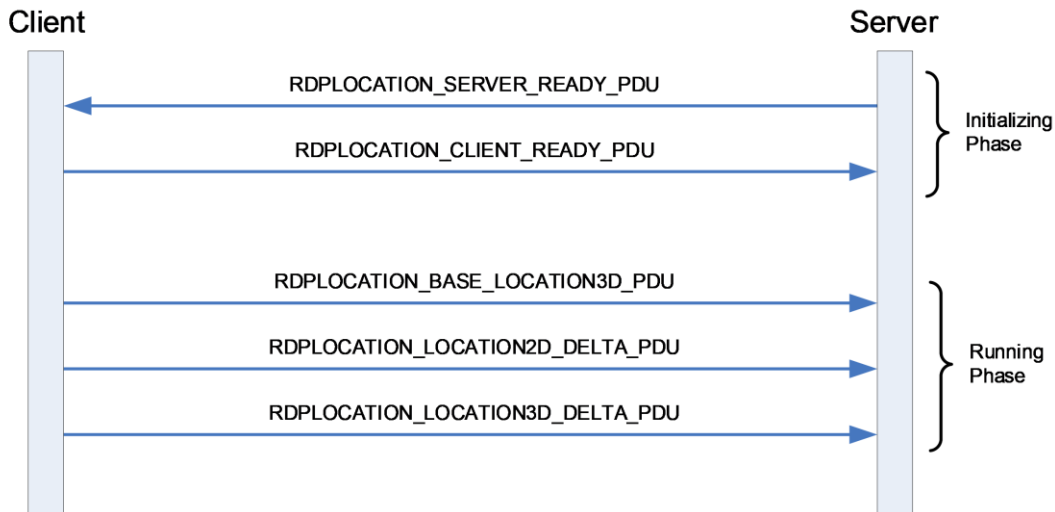 Client
Server
RDPLOCATION_SERVER_READY_PDU
RDPLOCATION_CLIENT_READY_PDU
Initializing
Phase
RDPLOCATION_BASE_LOCATION3D_PDU
RDPLOCATION_LOCATION2D_DELTA_PDU
RDPLOCATION_LOCATION3D_DELTA_PDU
Running
Phase